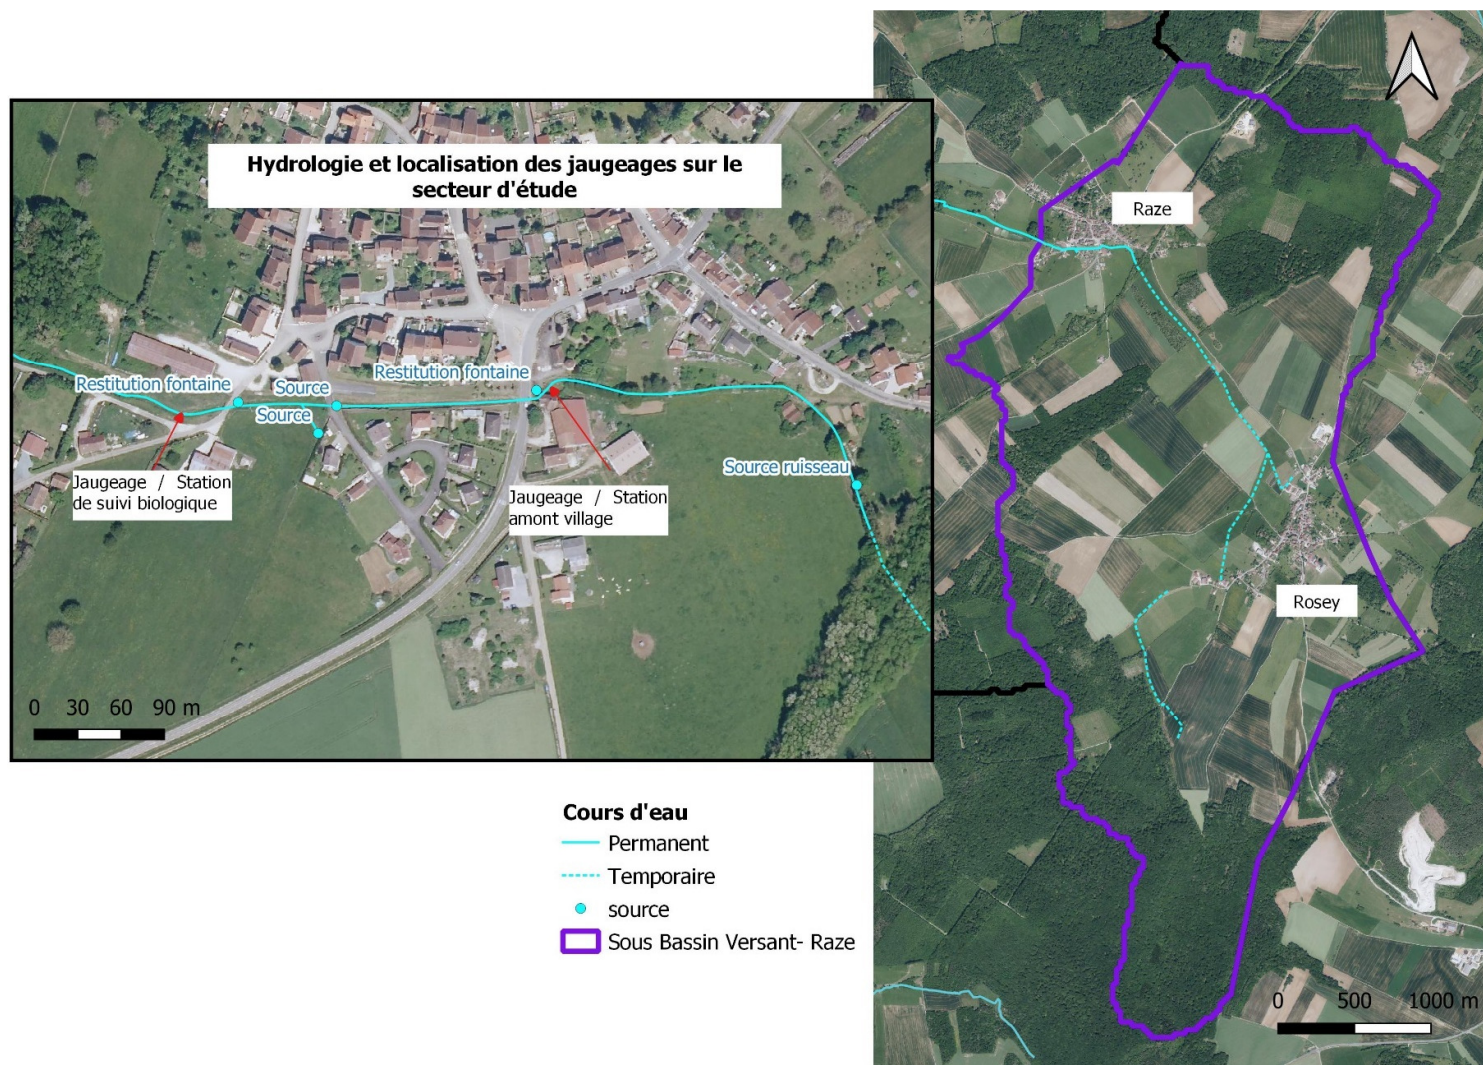 Hydrologie et localisation des jaugeages sur le
secteur d'étude
Restitution fontaine
Source
Source
Restitution fontaine
Source ruisseau
Jaugeage / Station
de suivi biologique
Jaugeage / Station
amont village
0 30 60 90 m
Raze
Rosey
0 500 1000 m
Cours d'eau
Permanent
Temporaire
source
Sous Bassin Versant- Raze